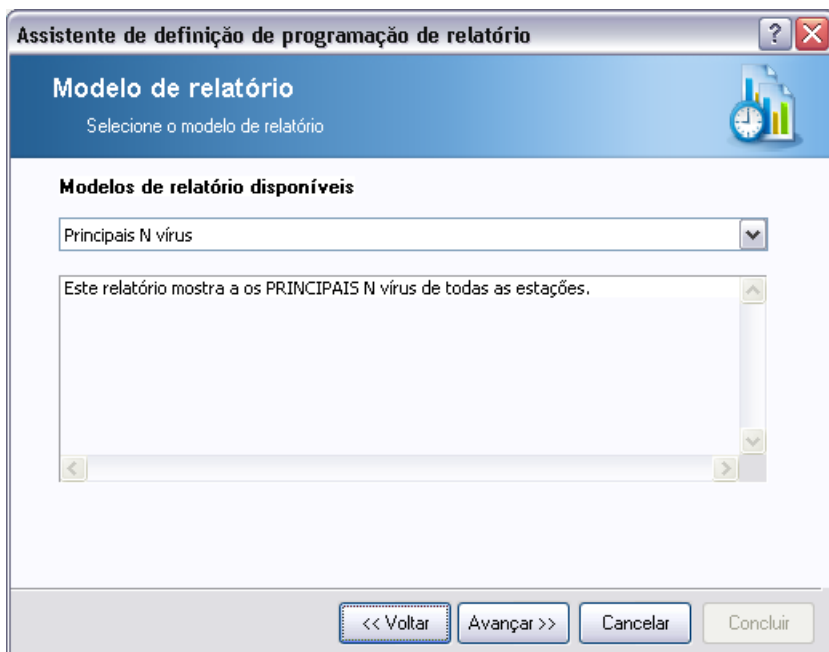 Assistente de definição de programação de relatório
?
Modelo de relatório
Selecione o modelo de relatório
Modelos de relatório disponíveis
Principais N vírus
Este relatório mostra a os PRINCIPAIS N vírus de todas as estações.
<< Voltar
Avançar >>
Cancelar
Concluir